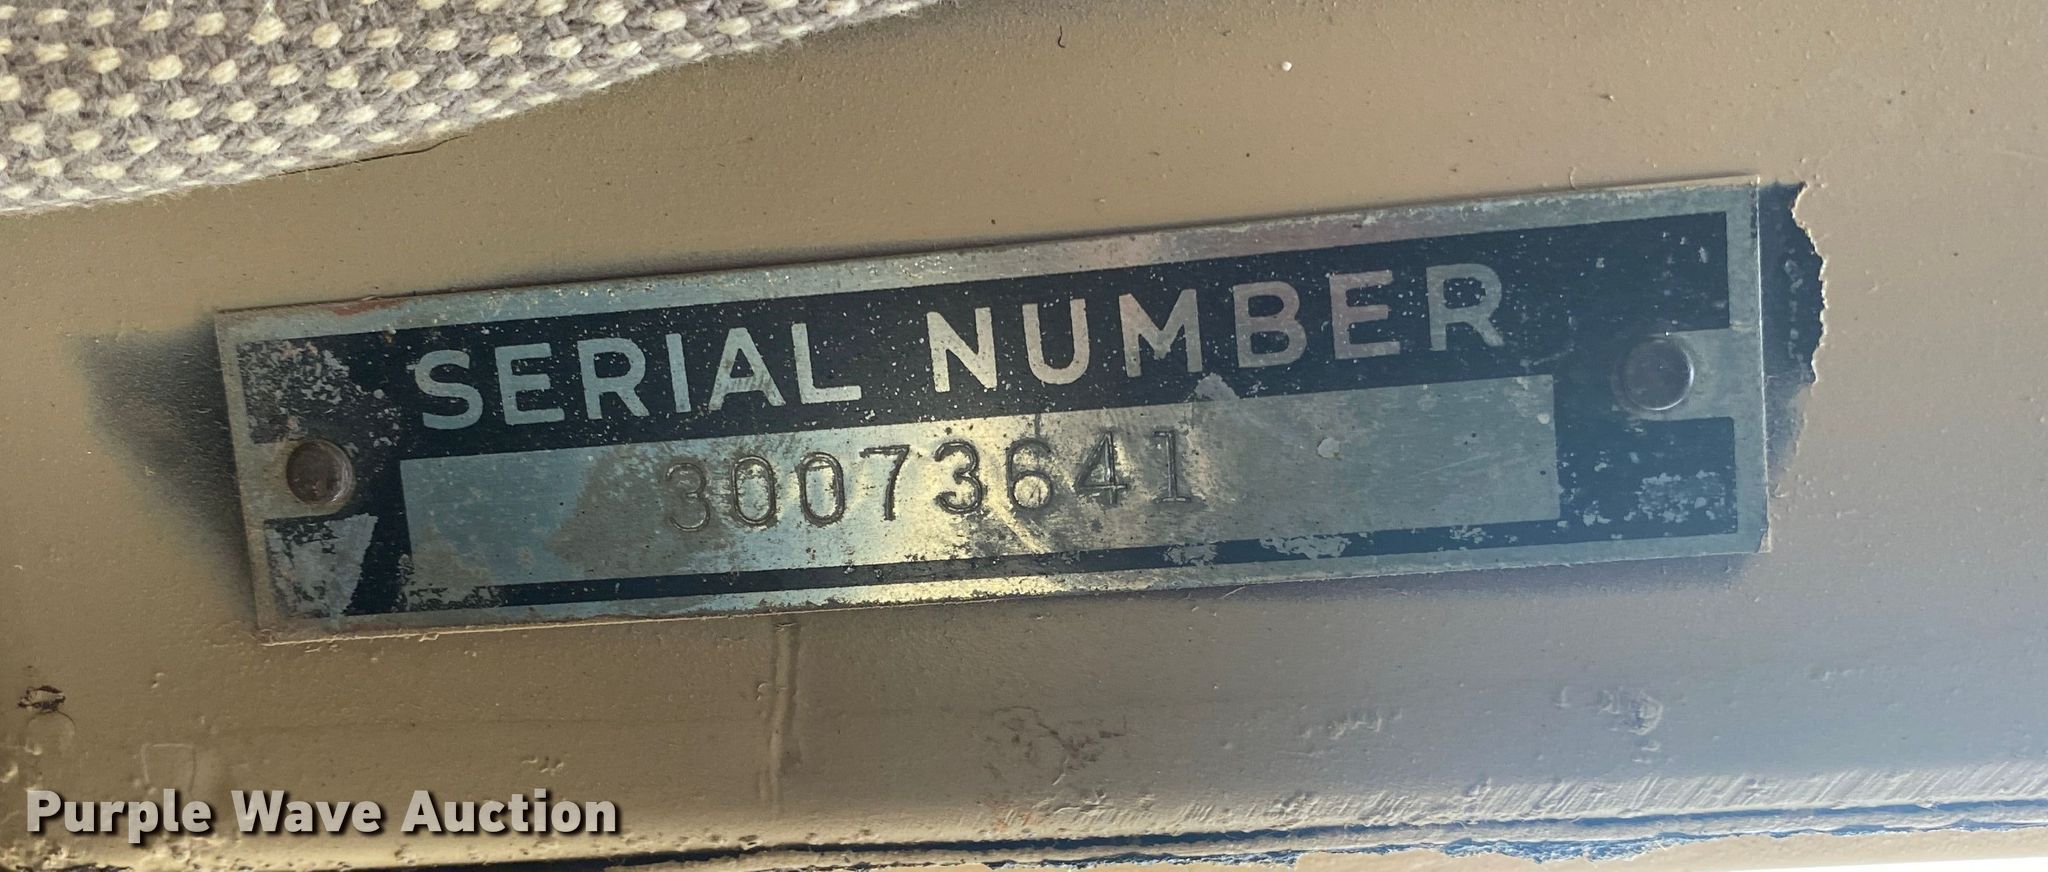 SERIAL NUMBER
30073641
Purple Wave Auction